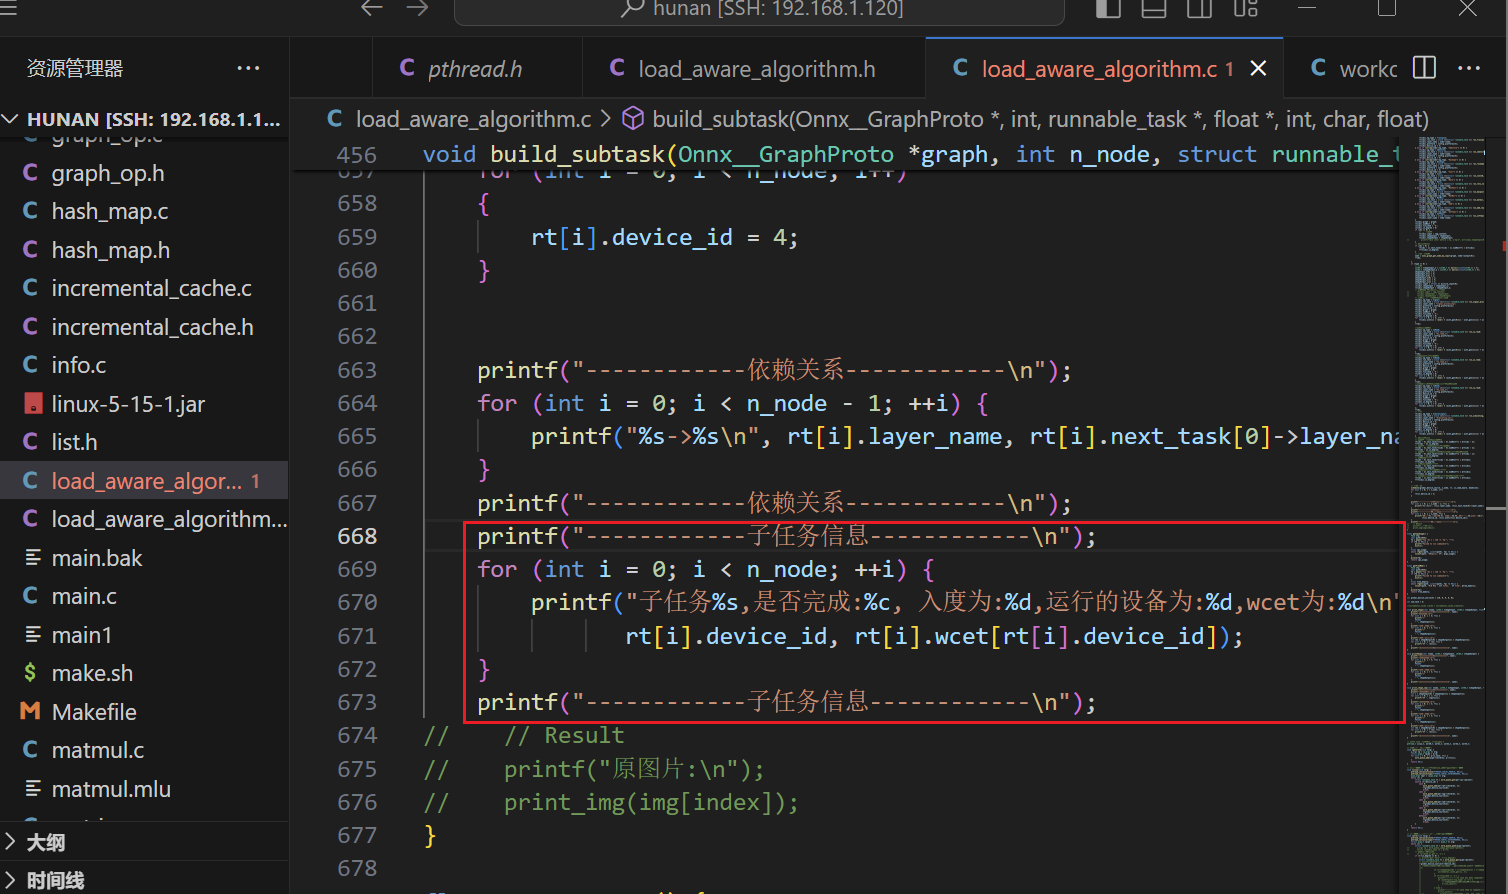 hunan [SSH: 192.168.1.120]
资源管理器 ···
pthread.h
load_aware_algorithm.h
load_aware_algorithm.c 1
HUNAN [SSH: 192.168.1.1...
graph_op.c
graph_op.h
hash_map.c
hash_map.h
incremental_cache.c
incremental_cache.h
info.c
linux-5-15-1.jar
list.h
load_aware_algor... 1
load_aware_algorithm...
main.bak
main.c
main1
make.sh
Makefile
matmul.c
matmul.mlu
大纲
时间线
load_aware_algorithm.c > build_subtask(Onnx__GraphProto *, int, runnable_task *, float *, int, char, float)
456 void build_subtask(Onnx__GraphProto *graph, int n_node, struct runnable_t
657 for (int i = 0; i < n_node; i++)
658 {
659 rt[i].device_id = 4;
660 }
661
662
663 printf("------------依赖关系------------\n");
664 for (int i = 0; i < n_node - 1; ++i) {
665 printf("%s->%s\n", rt[i].layer_name, rt[i].next_task[0]->layer_na
666 }
667 printf("------------依赖关系------------\n");
668 printf("------------子任务信息------------\n");
669 for (int i = 0; i < n_node; ++i) {
670 printf("子任务%s,是否完成:%c, 入度为:%d,运行的设备为:%d,wcet为:%d\n"
671 rt[i].device_id, rt[i].wcet[rt[i].device_id]);
672 }
673 printf("------------子任务信息------------\n");
674 // // Result
675 // printf("原图片:\n");
676 // print_img(img[index]);
677 }
678